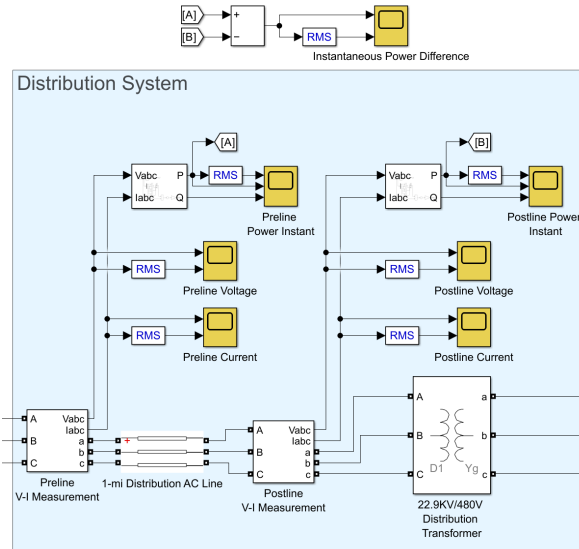 [A]
+
[B]
−
RMS
Instantaneous Power Difference
Distribution System
[A]
[B]
Vabc P
Iabc Q
RMS
Preline
Power Instant
Vabc P
Iabc Q
RMS
Postline Power
Instant
RMS
Preline Voltage
RMS
Postline Voltage
RMS
Preline Current
RMS
Postline Current
A Vabc
Iabc
B a
b
C c
Preline
V-I Measurement
+
1-mi Distribution AC Line
A Vabc
Iabc
B a
b
C c
Postline
V-I Measurement
A a
B b
C c
D1 Yg
22.9KV/480V
Distribution
Transformer